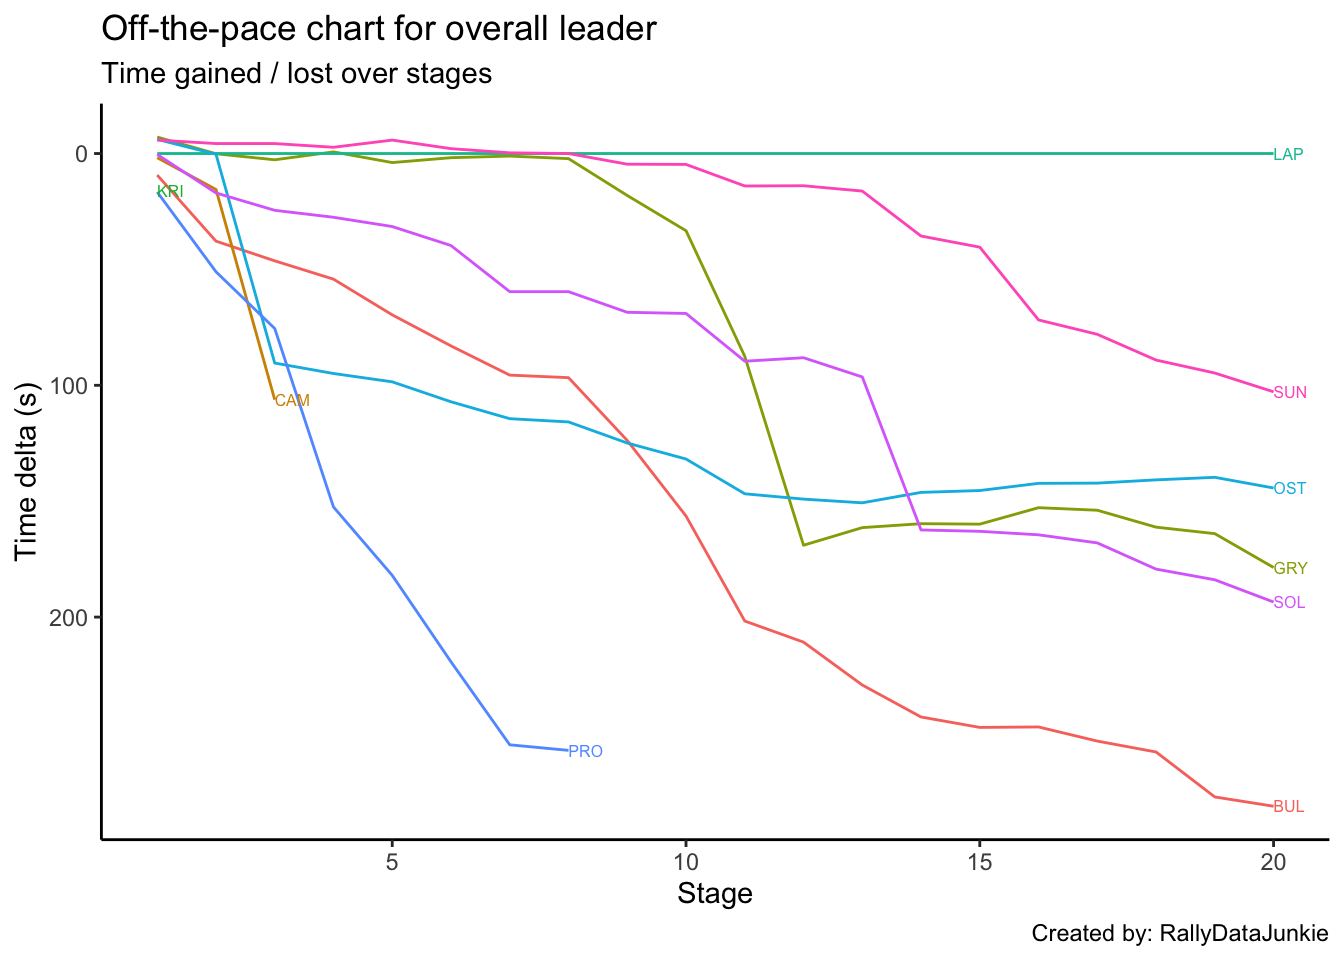 Off-the-pace chart for overall leader
Time gained / lost over stages
0
100
200
Time delta (s)
KRI
CAM
PRO
LAP
SUN
OST
GRY
SOL
BUL
5
10
15
20
Stage
Created by: RallyDataJunkie